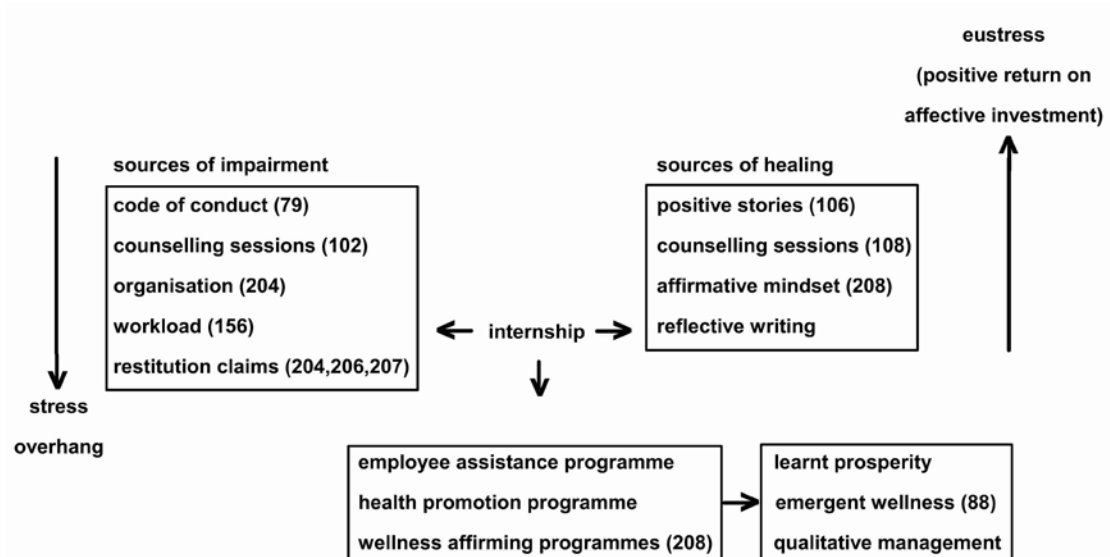 eustress
(positive return on
affective investment)
sources of impairment
code of conduct (79)
counselling sessions (102)
organisation (204)
workload (156)
restitution claims (204,206,207)
sources of healing
positive stories (106)
counselling sessions (108)
affirmative mindset (208)
reflective writing
internship
stress
overhang
employee assistance programme
health promotion programme
wellness affirming programmes (208)
learnt prosperity
emergent wellness (88)
qualitative management